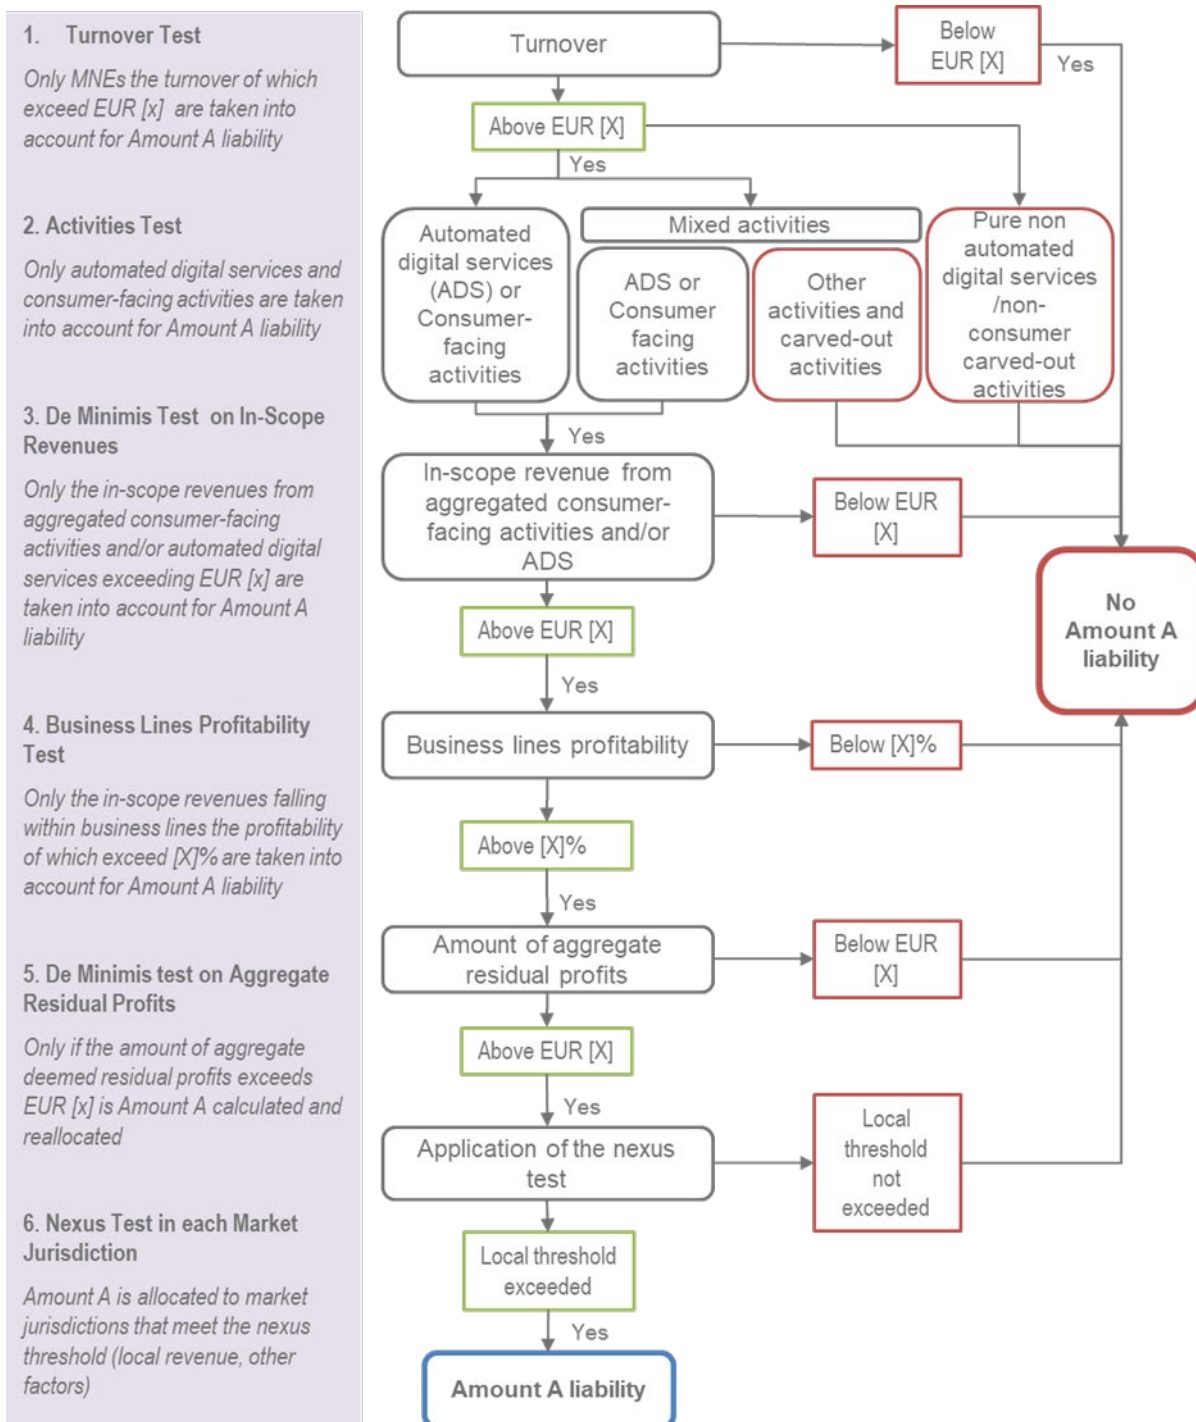 1. Turnover Test
Only MNEs the turnover of which
exceed EUR [x] are taken into
account for Amount A liability
2. Activities Test
Only automated digital services and
consumer-facing activities are taken
into account for Amount A liability
3. De Minimis Test on In-Scope
Revenues
Only the in-scope revenues from
aggregated consumer-facing
activities and/or automated digital
services exceeding EUR [x] are
taken into account for Amount A
liability
4. Business Lines Profitability
Test
Only the in-scope revenues falling
within business lines the profitability
of which exceed [X]% are taken into
account for Amount A liability
5. De Minimis test on Aggregate
Residual Profits
Only if the amount of aggregate
deemed residual profits exceeds
EUR [x] is Amount A calculated and
reallocated
6. Nexus Test in each Market
Jurisdiction
Amount A is allocated to market
jurisdictions that meet the nexus
threshold (local revenue, other
factors)
Turnover
Below
EUR [X]
Yes
Above EUR [X]
Yes
Automated
digital services
(ADS) or
Consumer-
facing
activities
Mixed activities
ADS or
Consumer
facing
activities
Other
activities and
carved-out
activities
Pure non
automated
digital services
/non-
consumer
carved-out
activities
Yes
In-scope revenue from
aggregated consumer-
facing activities and/or
ADS
Below EUR
[X]
Above EUR [X]
Yes
No
Amount A
liability
Business lines profitability
Below [X]%
Above [X]%
Yes
Amount of aggregate
residual profits
Below EUR
[X]
Above EUR [X]
Yes
Application of the nexus
test
Local
threshold
not
exceeded
Local threshold
exceeded
Yes
Amount A liability